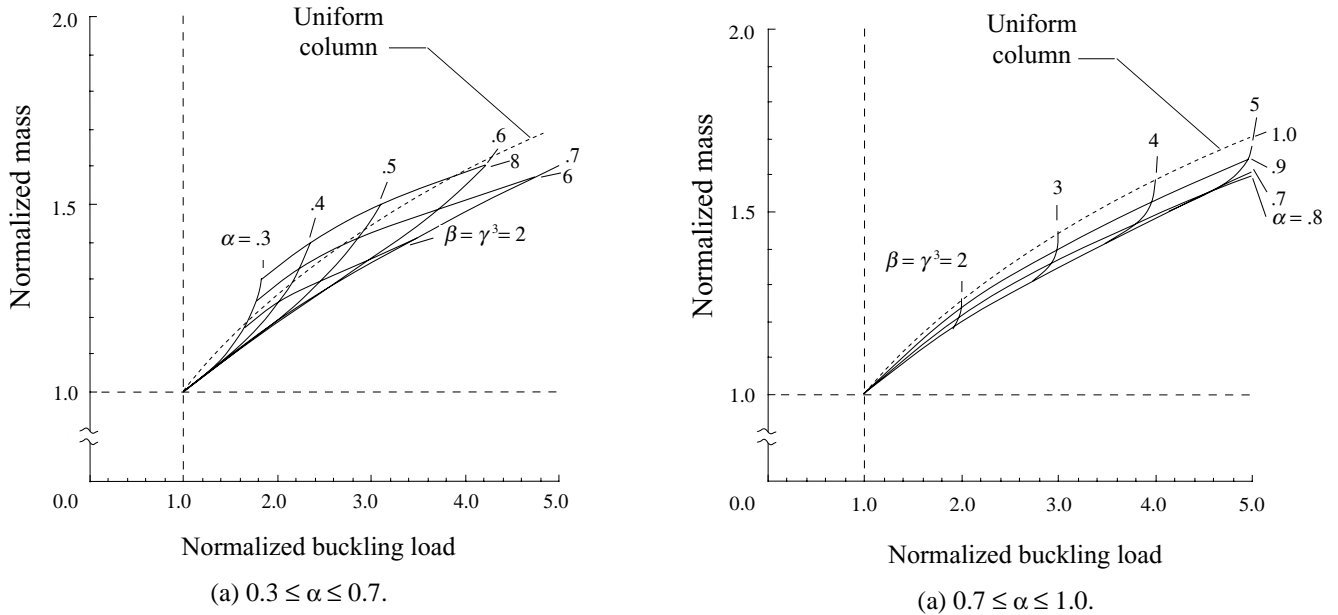 Uniform
column
2.0
Normalized mass
1.5
1.0
α = .3
.4
.5
.6
8
.7
6
β = γ³ = 2
0.0
1.0
2.0
3.0
4.0
5.0
Normalized buckling load
(a) 0.3 ≤ α ≤ 0.7.
Uniform
column
2.0
Normalized mass
1.5
1.0
β = γ³ = 2
3
4
5
1.0
.9
.7
α = .8
0.0
1.0
2.0
3.0
4.0
5.0
Normalized buckling load
(a) 0.7 ≤ α ≤ 1.0.